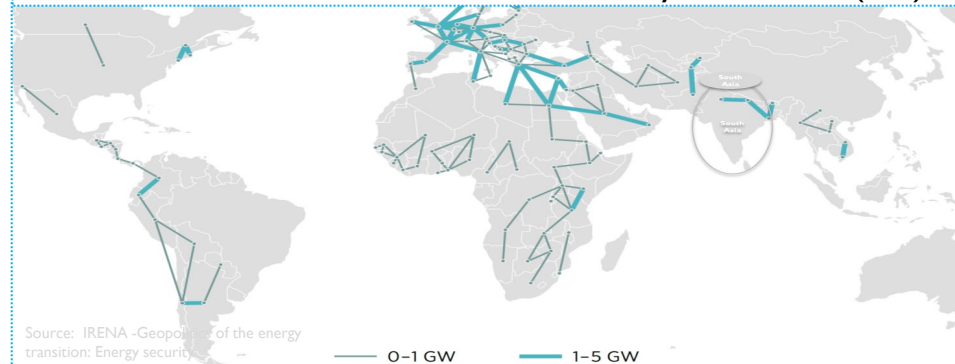 South
Asia
South
Asia
Source: IRENA -Geopolitics of the energy
transition: Energy security
0–1 GW
1–5 GW